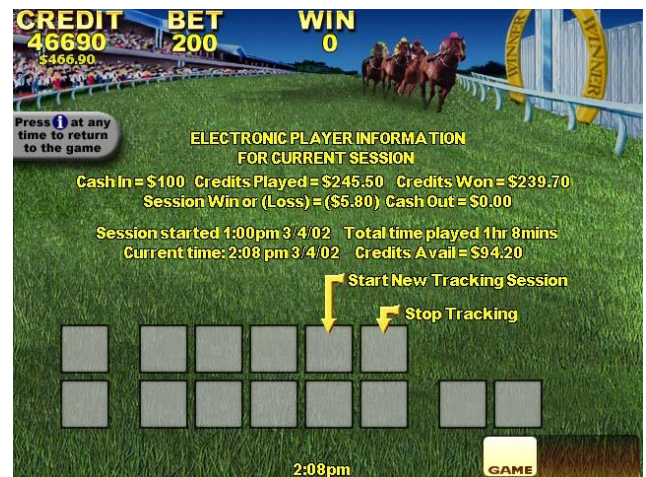 CREDIT BET WIN
46690 200 0
$466.90
WINNER WINNER
Press i at any
time to return
to the game
ELECTRONIC PLAYER INFORMATION
FOR CURRENT SESSION
Cash In = $100 Credits Played = $245.50 Credits Won = $239.70
Session Win or (Loss) = ($5.80) Cash Out = $0.00
Session started 1:00pm 3/4/02 Total time played 1hr 8mins
Current time: 2:08 pm 3/4/02 Credits Avail = $94.20
Start New Tracking Session
Stop Tracking
2:08pm
GAME